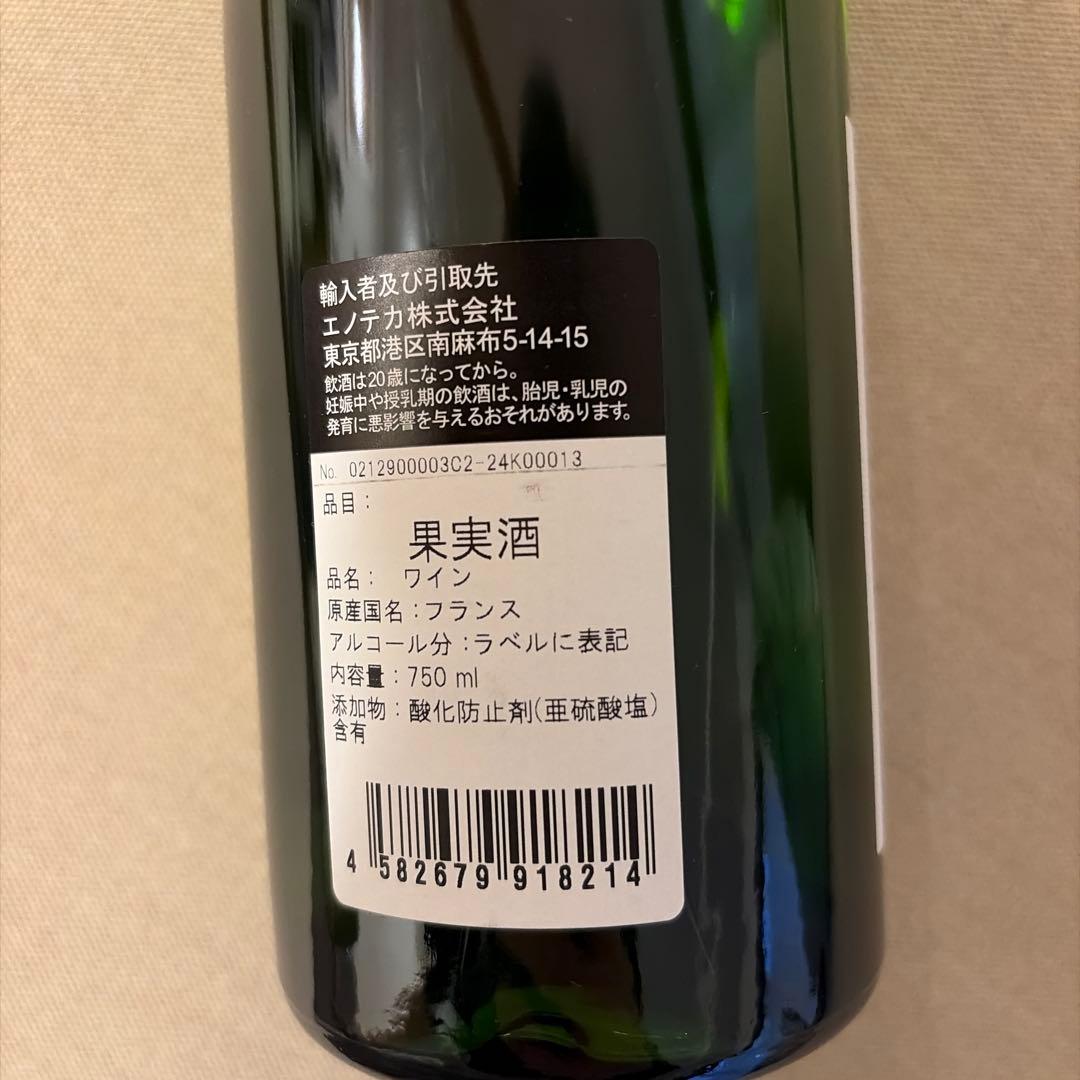 輸入者及び引取先
エノテカ株式会社
東京都港区南麻布5-14-15
飲酒は20歳になってから。
妊娠中や授乳期の飲酒は、胎児・乳児の
発育に悪影響を与えるおそれがあります。
No. 0212900003C2-24K00013
品目：
果実酒
品名： ワイン
原産国名：フランス
アルコール分：ラベルに表記
内容量：750 ml
添加物：酸化防止剤(亜硫酸塩)
含有
4 582679 918214